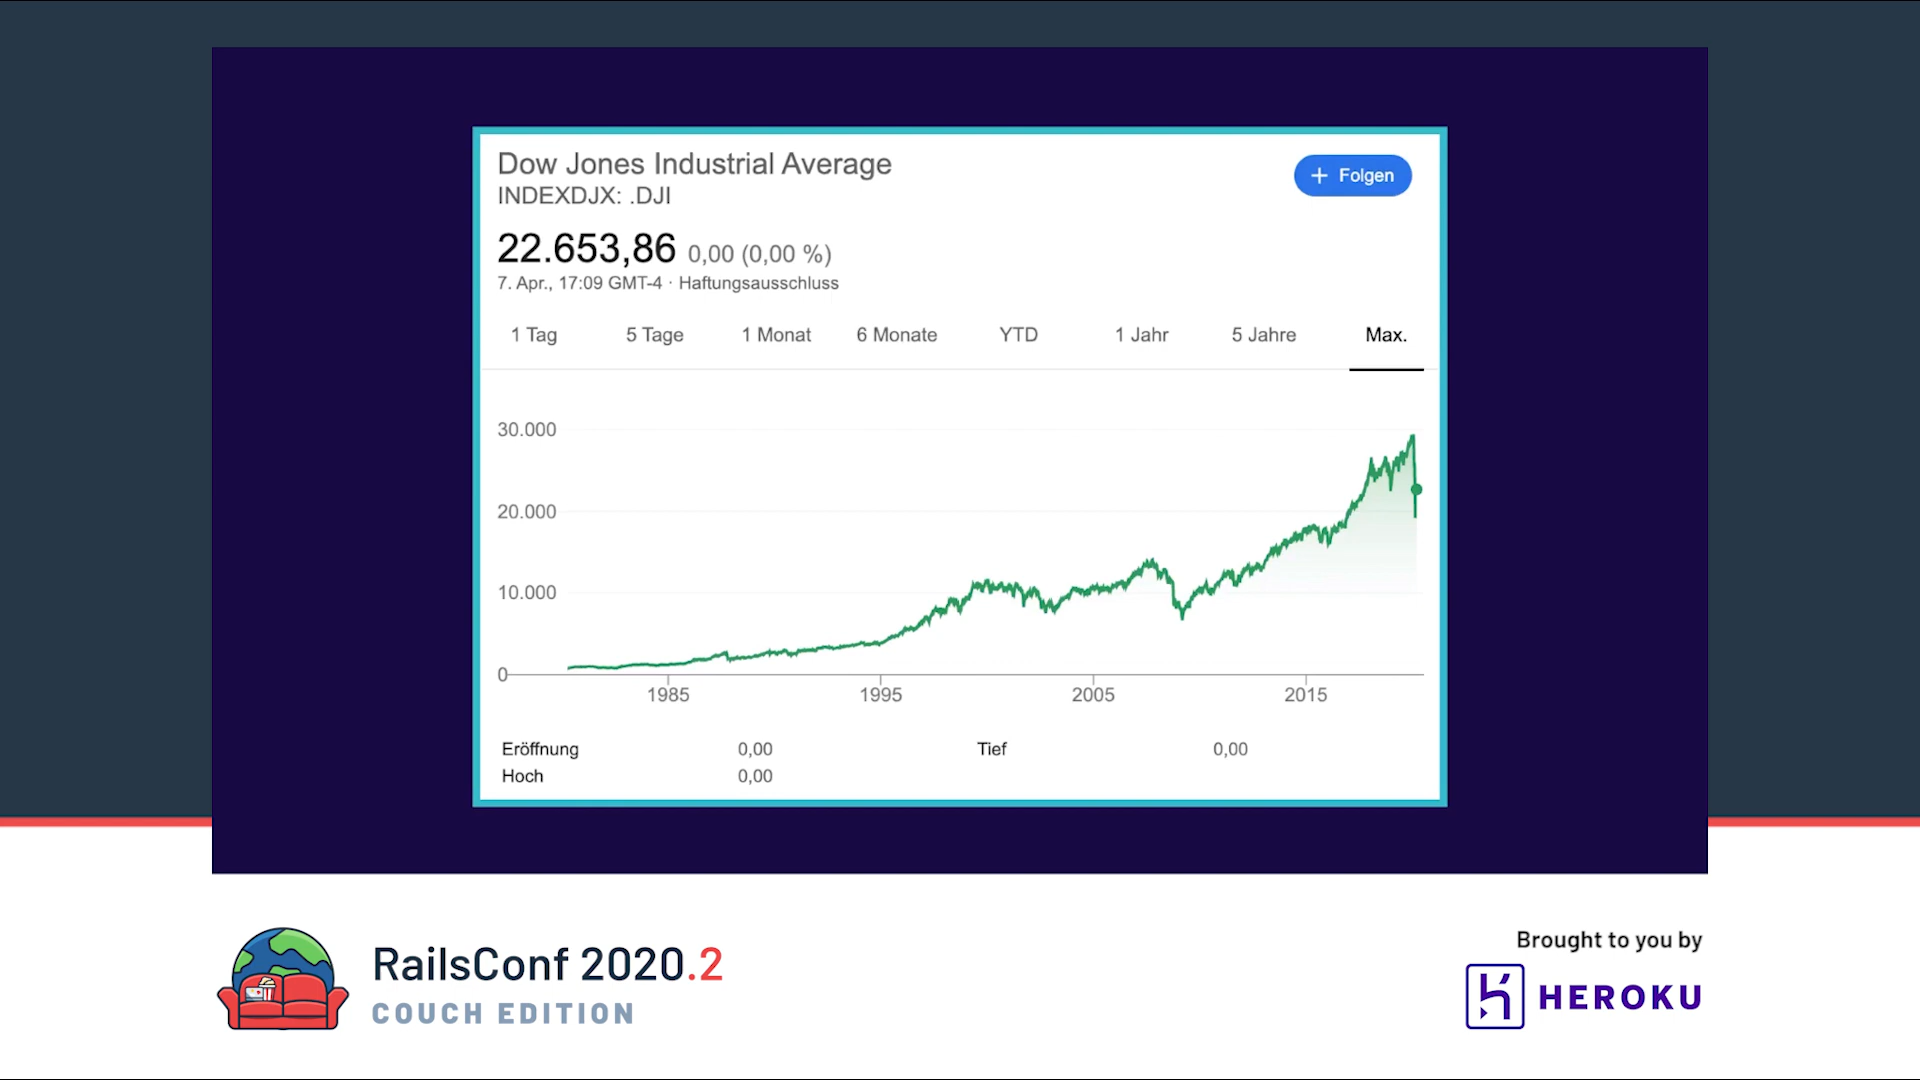 Dow Jones Industrial Average
INDEXDJX: .DJI
+ Folgen
22.653,86 0,00 (0,00 %)
7. Apr., 17:09 GMT-4 · Haftungsausschluss
1 Tag 5 Tage 1 Monat 6 Monate YTD 1 Jahr 5 Jahre Max.
30.000
20.000
10.000
0
1985 1995 2005 2015
Eröffnung 0,00 Tief 0,00
Hoch 0,00
RailsConf 2020.2
COUCH EDITION
Brought to you by
HEROKU